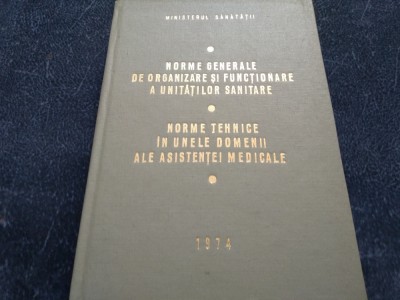 MINISTERUL SĂNĂTĂȚII
NORME GENERALE
DE ORGANIZARE ȘI FUNCȚIONARE
A UNITĂȚILOR SANITARE
NORME TEHNICE
ÎN UNELE DOMENII
ALE ASISTENȚEI MEDICALE
1974